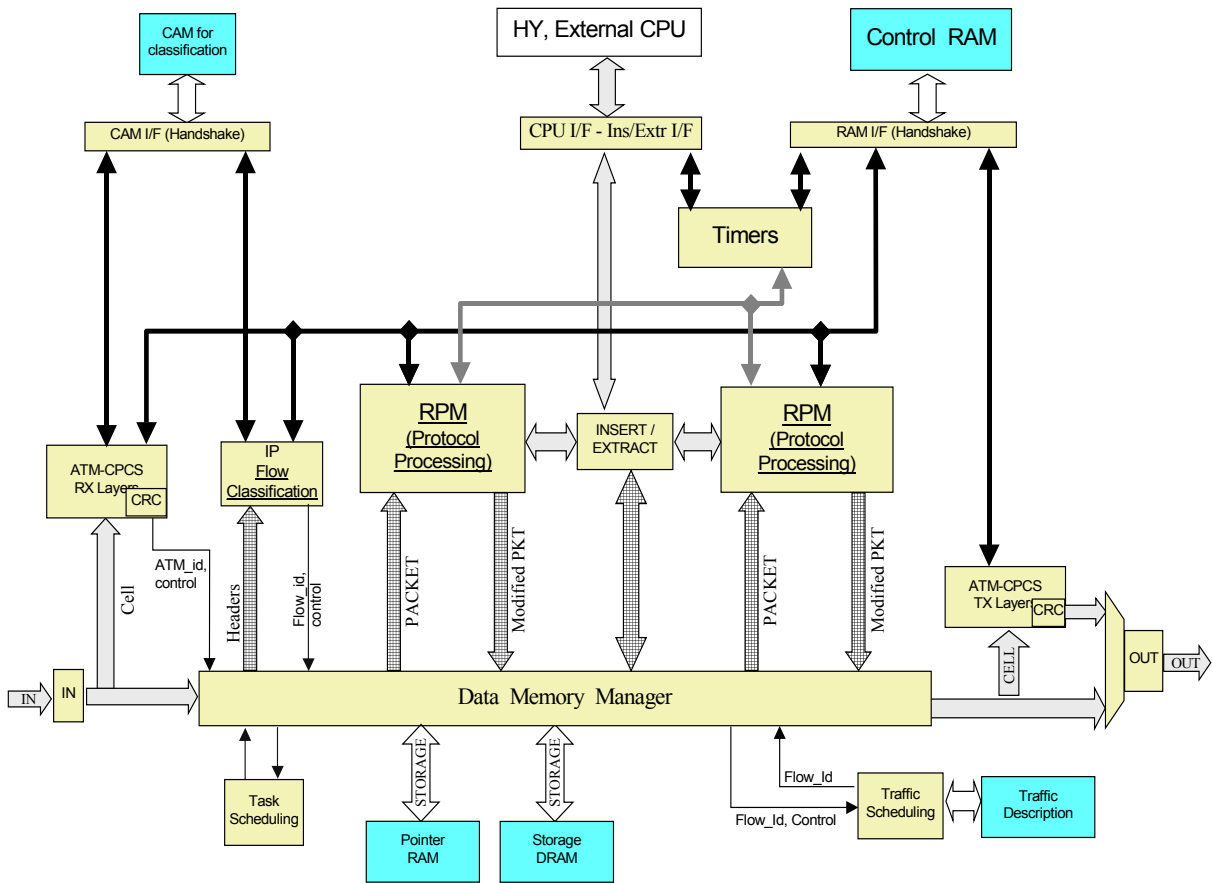 CAM for
classification
HY, External CPU
Control RAM
CAM I/F (Handshake)
CPU I/F - Ins/Extr I/F
RAM I/F (Handshake)
Timers
RPM
(Protocol
Processing)
INSERT /
EXTRACT
RPM
(Protocol
Processing)
ATM-CPCS
RX Layers
CRC
IP
Flow
Classification
ATM_id,
control
Cell
Headers
Flow_id,
control
PACKET
Modified PKT
PACKET
Modified PKT
ATM-CPCS
TX Layers
CRC
CELL
IN
IN
Data Memory Manager
OUT
OUT
STORAGE
STORAGE
Task
Scheduling
Pointer
RAM
Storage
DRAM
Flow_Id
Flow_Id, Control
Traffic
Scheduling
Traffic
Description